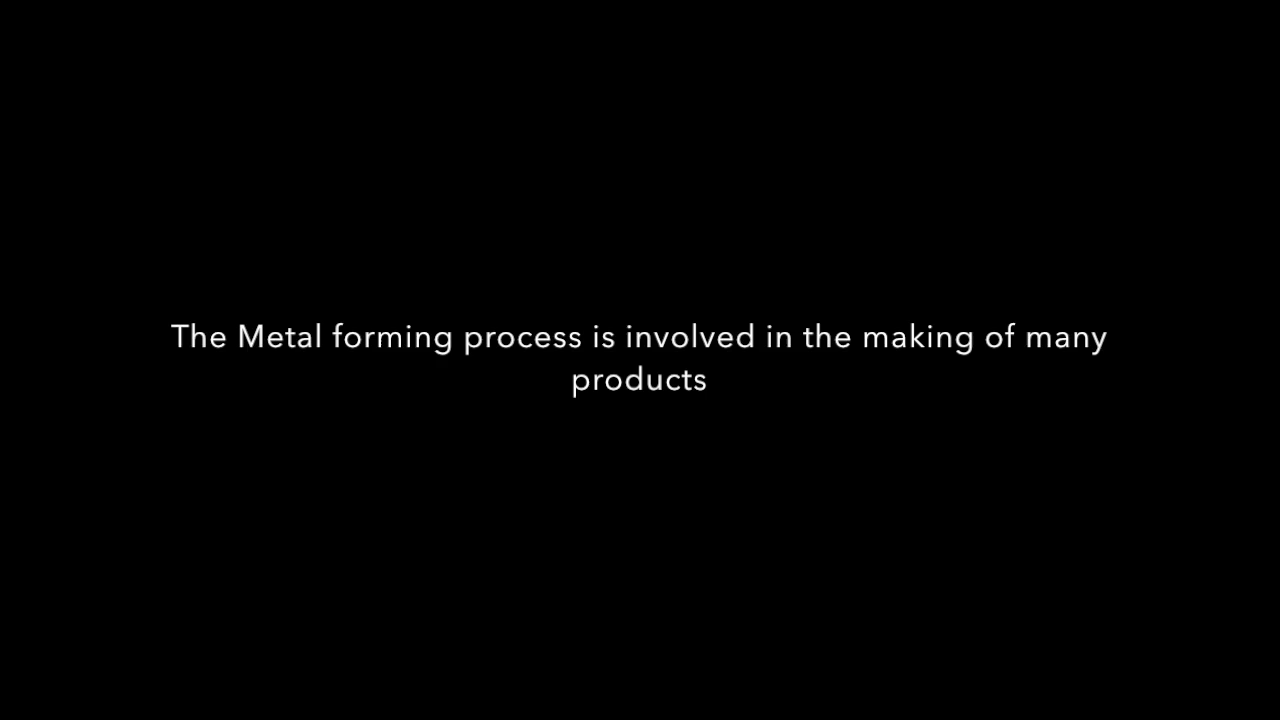 The Metal forming process is involved in the making of many
products